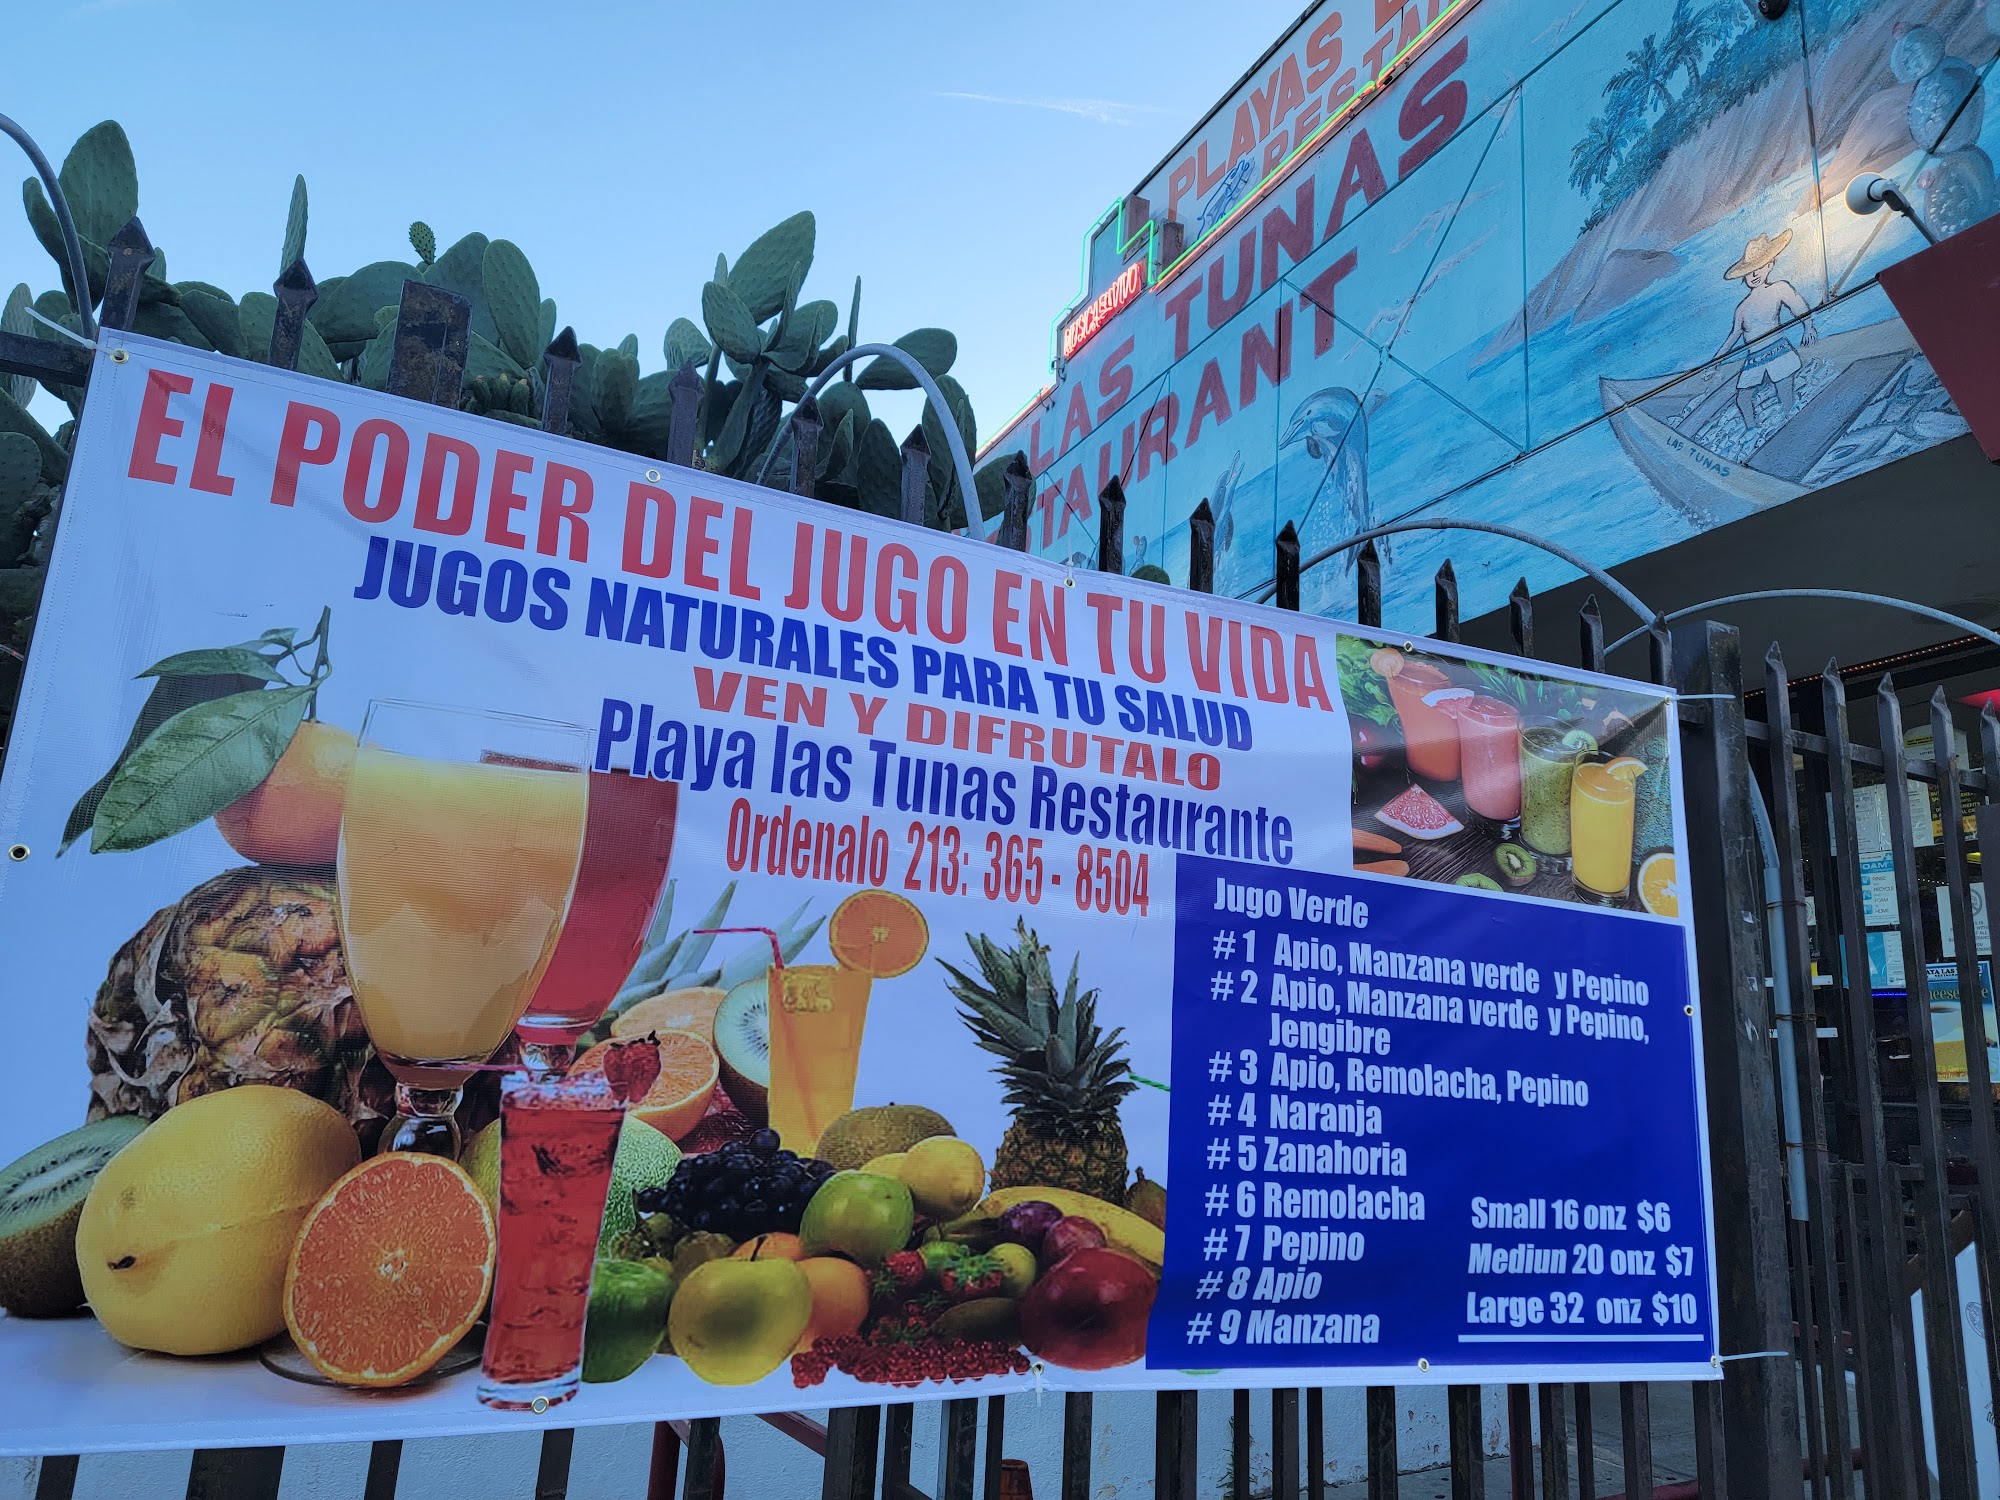 PLAYAS
LAS TUNAS
RESTAURANT
MUSICA EN VIVO
LAS TUNAS
EL PODER DEL JUGO EN TU VIDA
JUGOS NATURALES PARA TU SALUD
VEN Y DIFRUTALO
Playa las Tunas Restaurante
Ordenalo 213: 365 - 8504
Jugo Verde
# 1 Apio, Manzana verde y Pepino
# 2 Apio, Manzana verde y Pepino,
Jengibre
# 3 Apio, Remolacha, Pepino
# 4 Naranja
# 5 Zanahoria
# 6 Remolacha
# 7 Pepino
# 8 Apio
# 9 Manzana
Small 16 onz $6
Mediun 20 onz $7
Large 32 onz $10